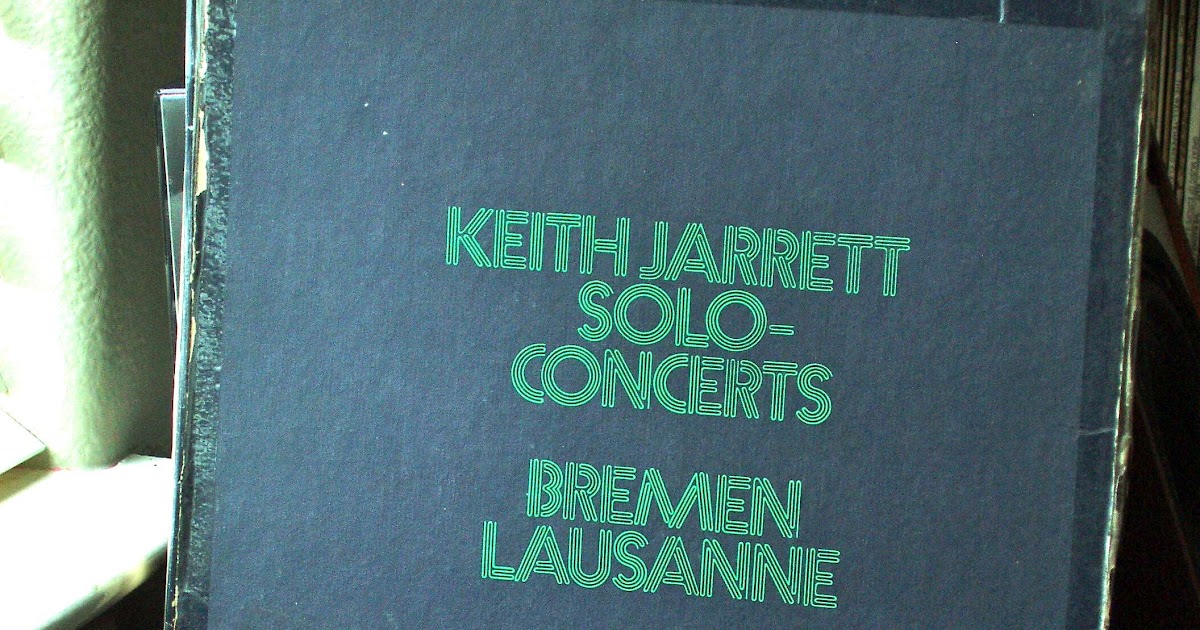 KEITH JARRETT
SOLO-
CONCERTS
BREMEN
LAUSANNE